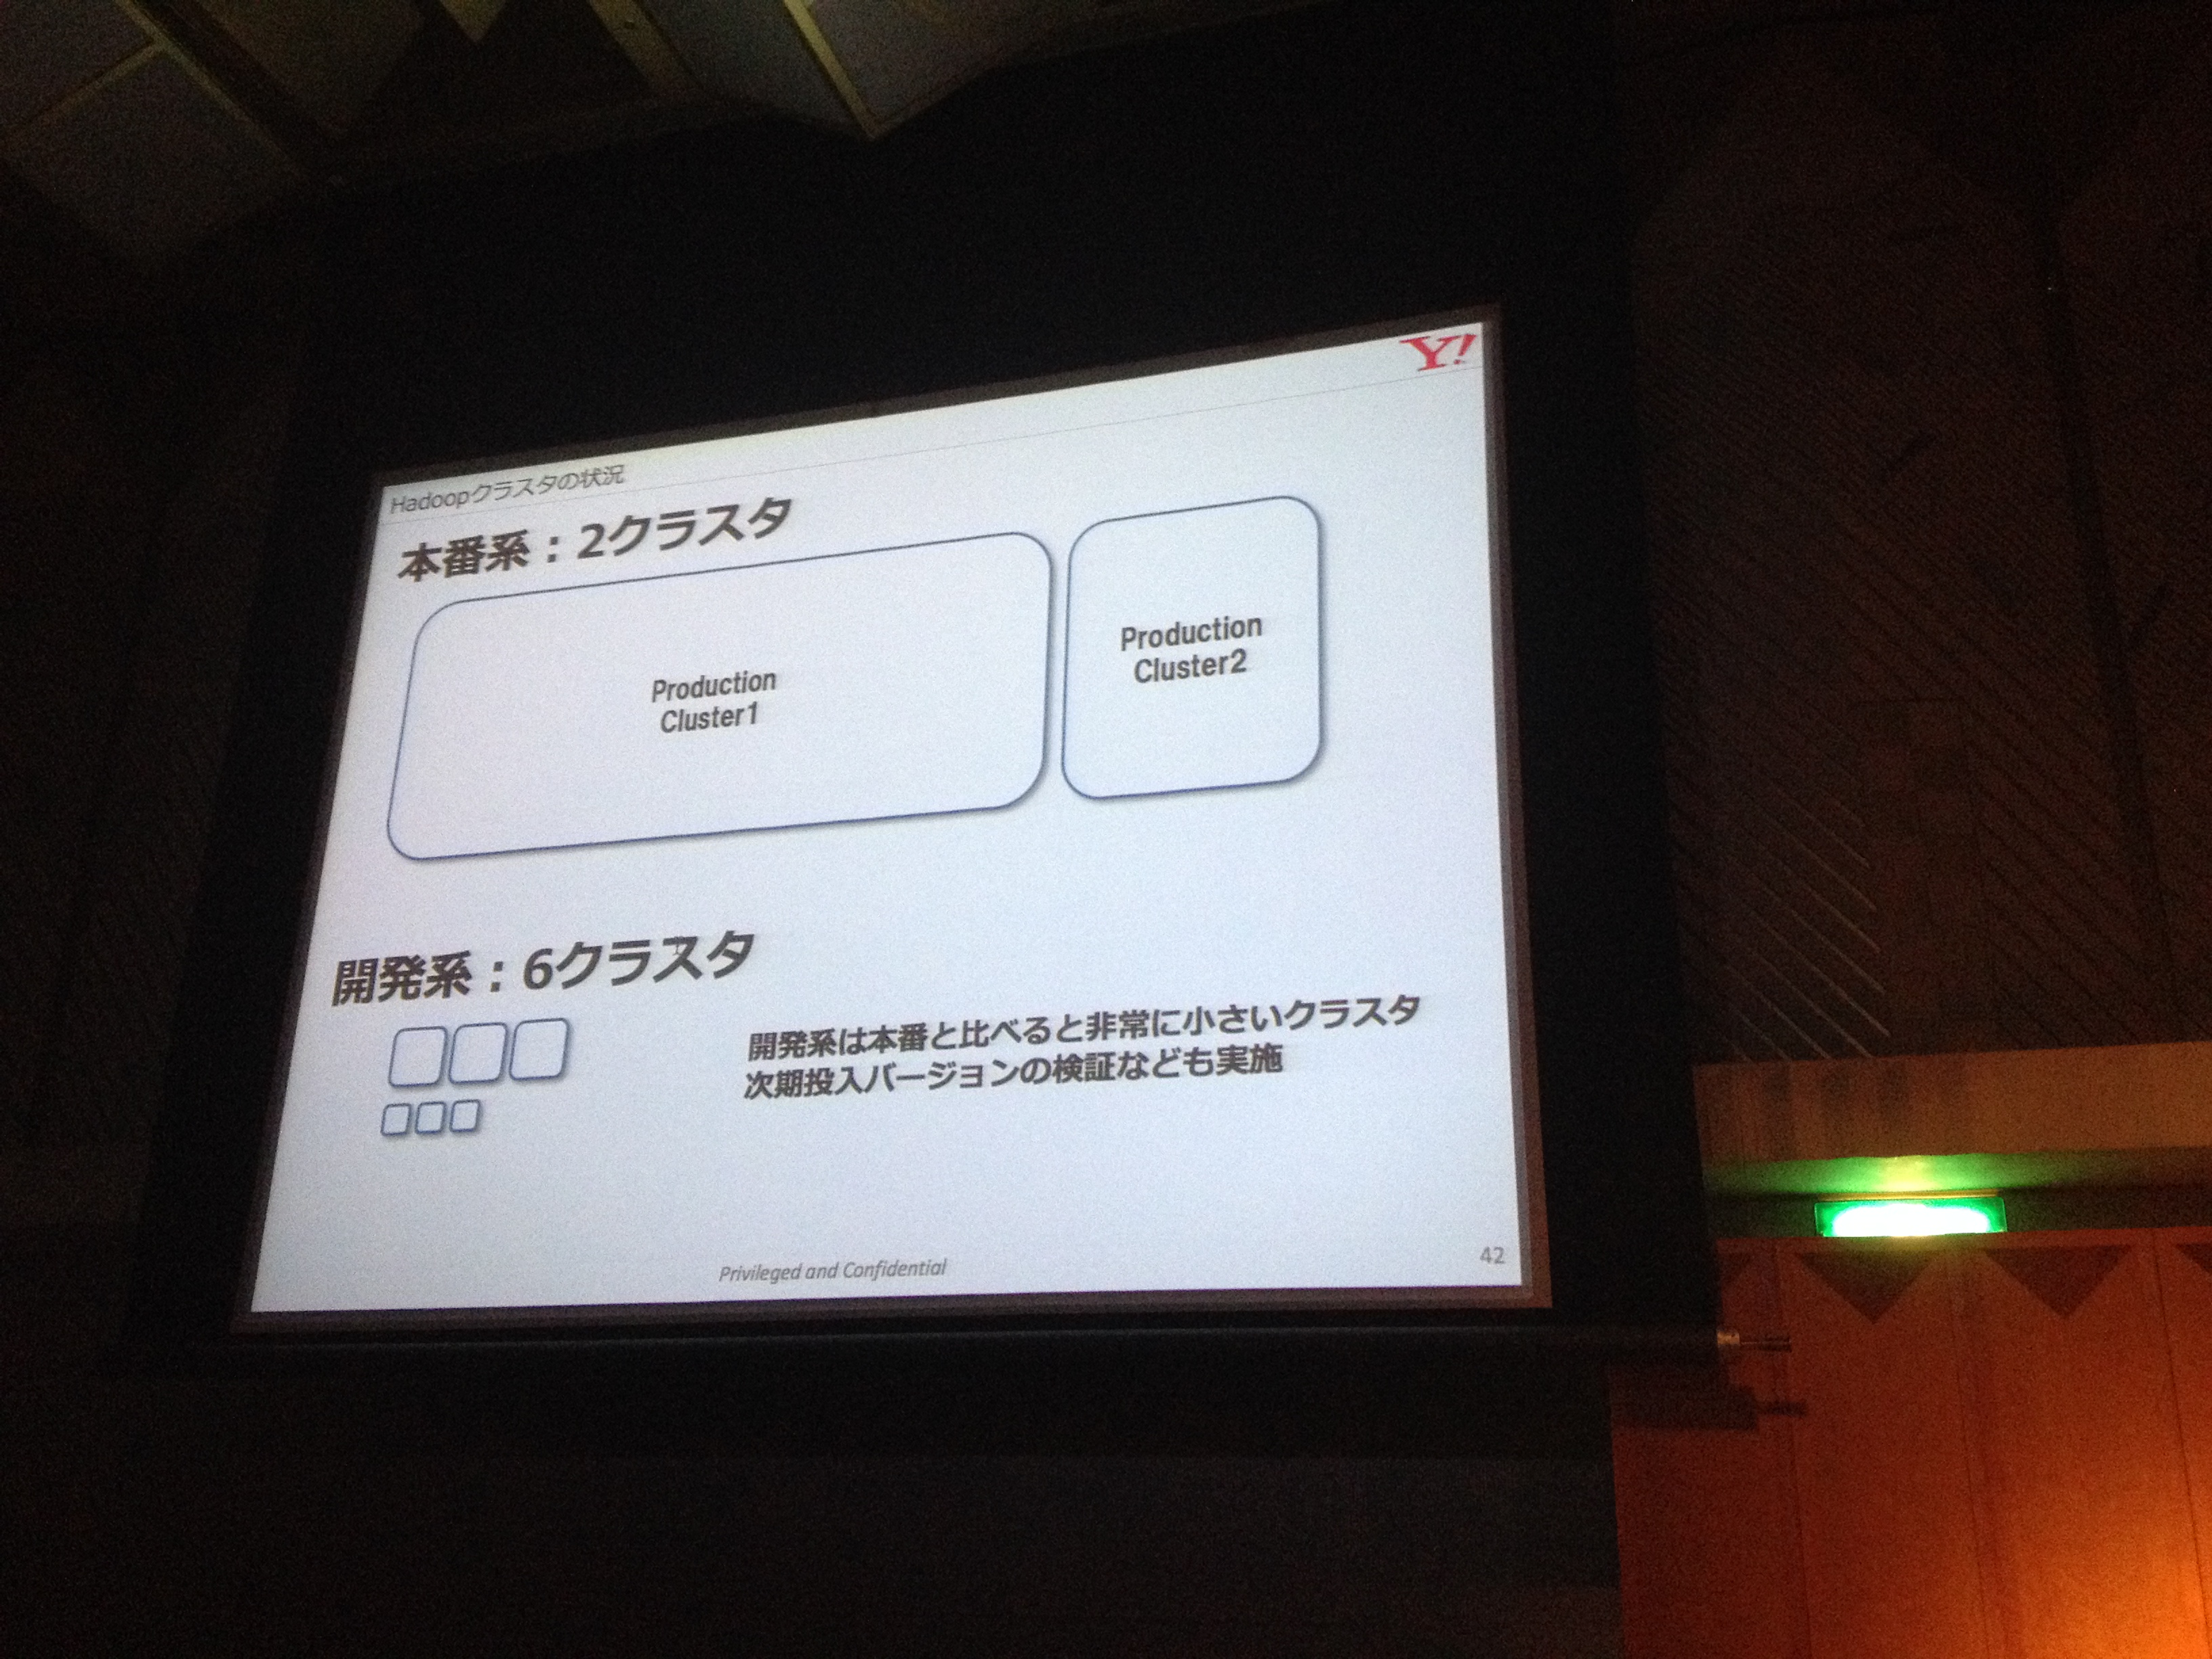 Y!
Hadoopクラスタの状況
本番系：2クラスタ
Production
Cluster1
Production
Cluster2
開発系：6クラスタ
開発系は本番と比べると非常に小さいクラスタ
次期投入バージョンの検証なども実施
Privileged and Confidential
42